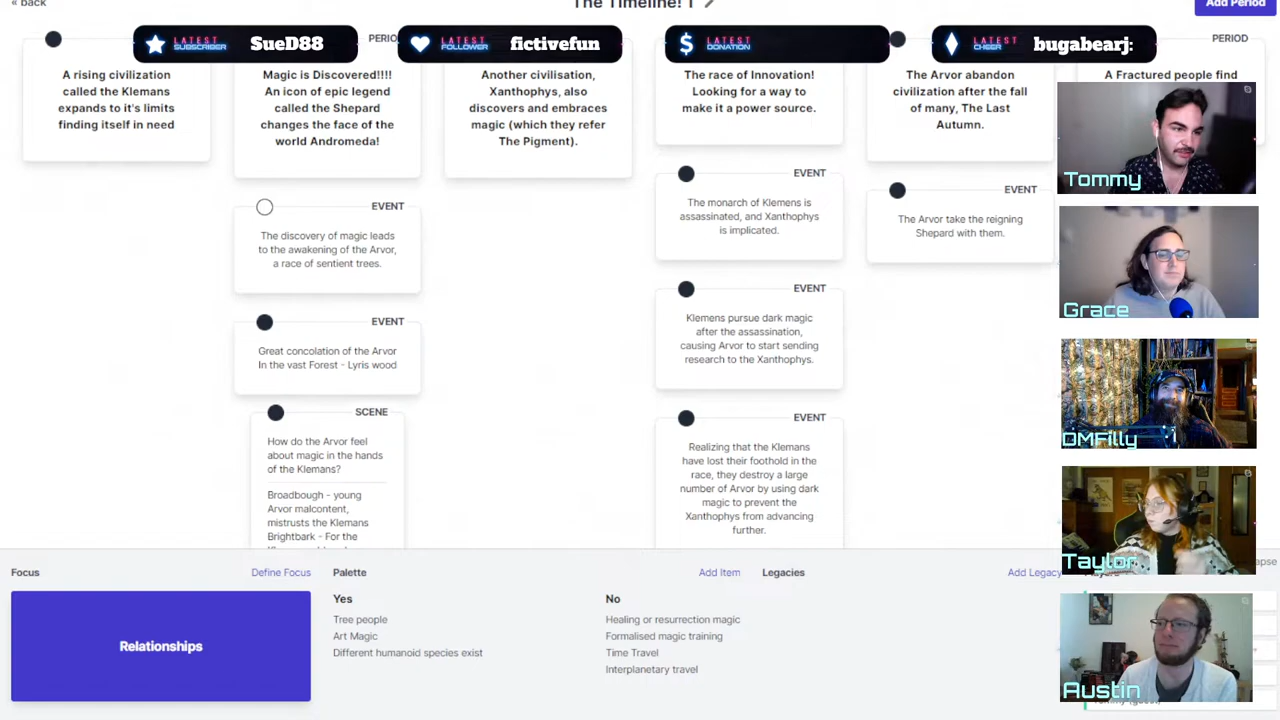 « back
The Timeline! 1
Add Period
LATEST SUBSCRIBER
SueD88
PERIO
LATEST FOLLOWER
fictivefun
LATEST DONATION
LATEST CHEER
bugabearj:
PERIOD
A rising civilization
called the Klemans
expands to it's limits
finding itself in need
Magic is Discovered!!!!
An icon of epic legend
called the Shepard
changes the face of the
world Andromeda!
Another civilisation,
Xanthophys, also
discovers and embraces
magic (which they refer
The Pigment).
The race of Innovation!
Looking for a way to
make it a power source.
The Arvor abandon
civilization after the fall
of many, The Last
Autumn.
A Fractured people find
EVENT
The discovery of magic leads
to the awakening of the Arvor,
a race of sentient trees.
EVENT
Great concolation of the Arvor
In the vast Forest - Lyris wood
SCENE
How do the Arvor feel
about magic in the hands
of the Klemans?
Broadbough - young
Arvor malcontent,
mistrusts the Klemans
Brightbark - For the
EVENT
The monarch of Klemens is
assassinated, and Xanthophys
is implicated.
EVENT
Klemens pursue dark magic
after the assassination,
causing Arvor to start sending
research to the Xanthophys.
EVENT
Realizing that the Klemans
have lost their foothold in the
race, they destroy a large
number of Arvor by using dark
magic to prevent the
Xanthophys from advancing
further.
EVENT
The Arvor take the reigning
Shepard with them.
Tommy
Grace
DMFilly
Taylor
Austin
Focus
Define Focus
Relationships
Palette
Add Item
Yes
Tree people
Art Magic
Different humanoid species exist
No
Healing or resurrection magic
Formalised magic training
Time Travel
Interplanetary travel
Legacies
Add Legacy